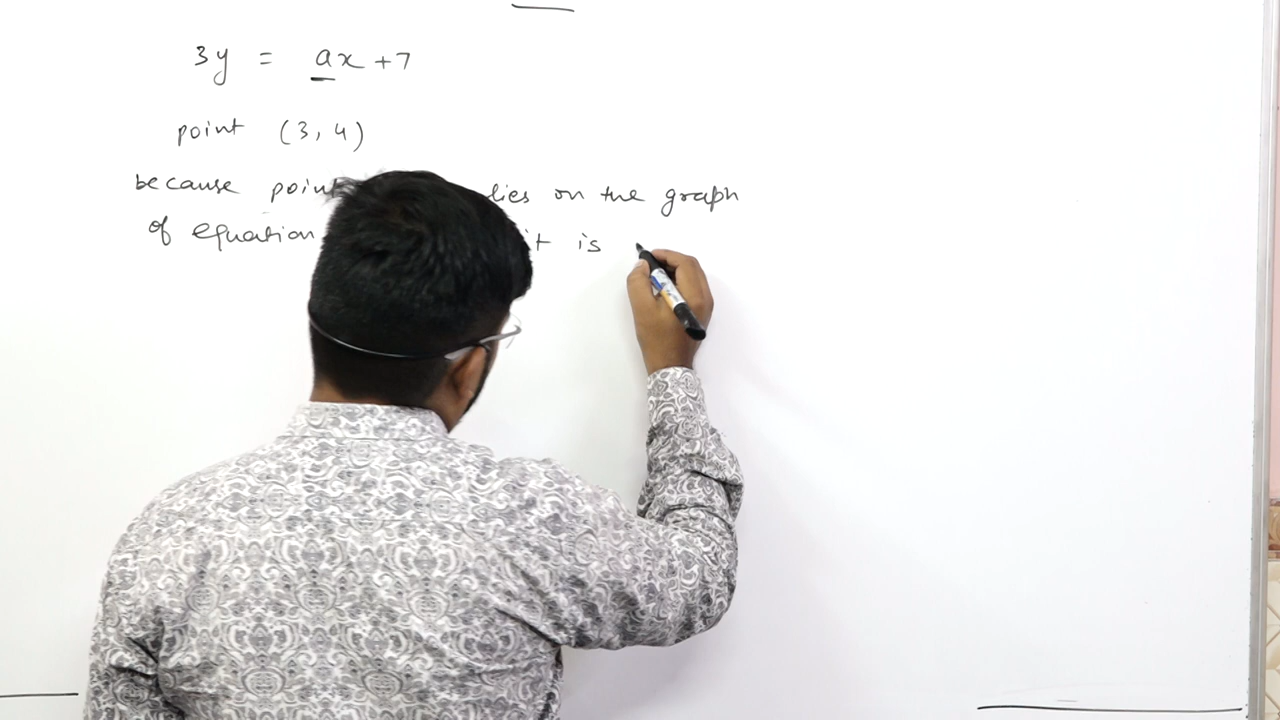 3y = ax + 7
point (3, 4)
because point lies on the graph
of equation it is